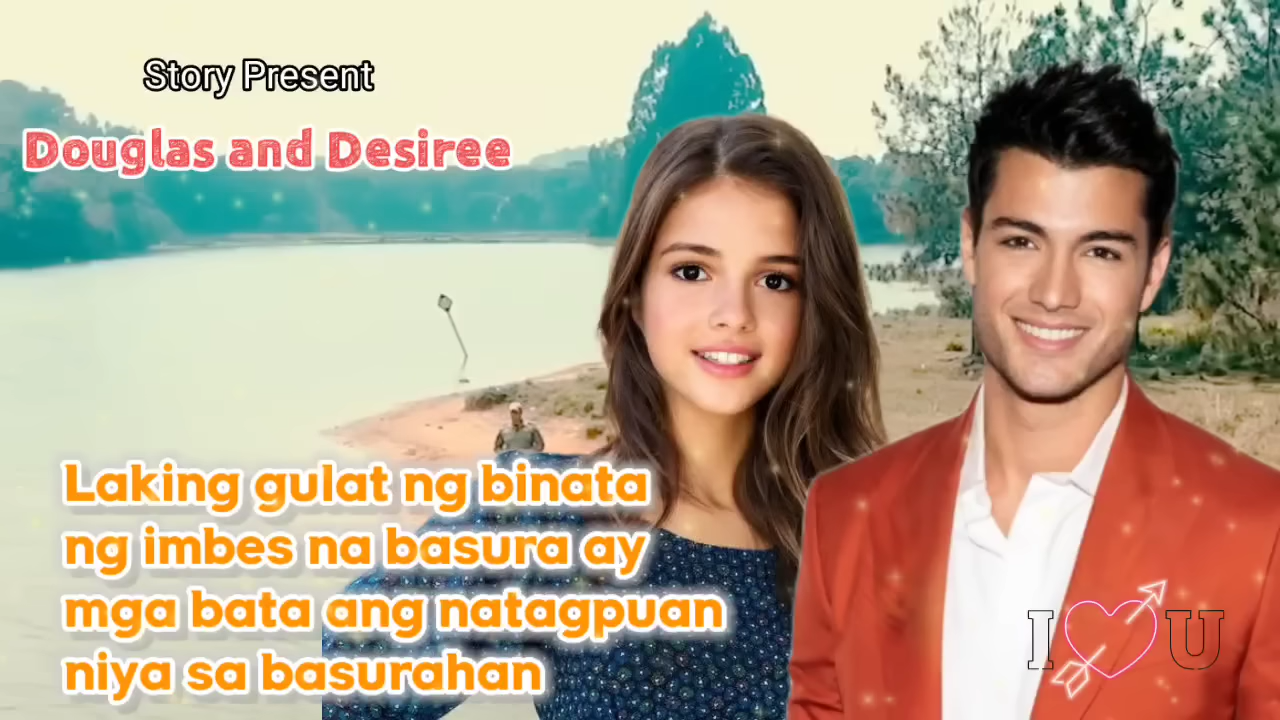 Story Present
Douglas and Desiree
Laking gulat ng binata
ng imbes na basura ay
mga bata ang natagpuan
niya sa basurahan
I U